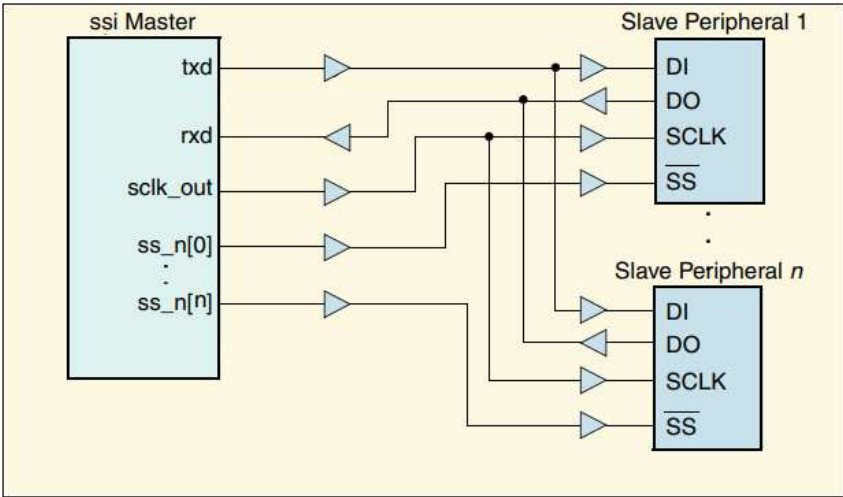 ssi Master
txd
rxd
sclk_out
ss_n[0]
ss_n[n]
Slave Peripheral 1
DI
DO
SCLK
SS
Slave Peripheral n
DI
DO
SCLK
SS